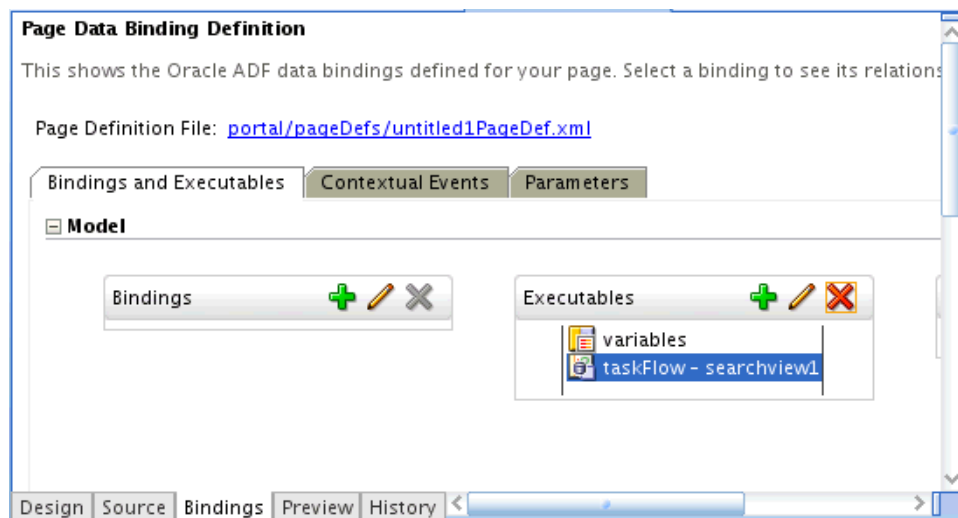 Page Data Binding Definition
This shows the Oracle ADF data bindings defined for your page. Select a binding to see its relations
Page Definition File: portal/pageDefs/untitled1PageDef.xml
Bindings and Executables Contextual Events Parameters
Model
Bindings Executables
variables
taskFlow - searchview1
Design Source Bindings Preview History